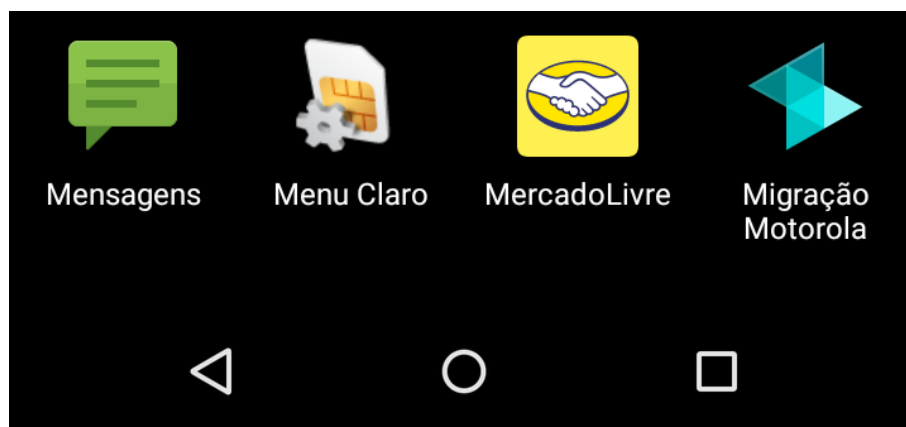 Mensagens
Menu Claro
MercadoLivre
Migração
Motorola